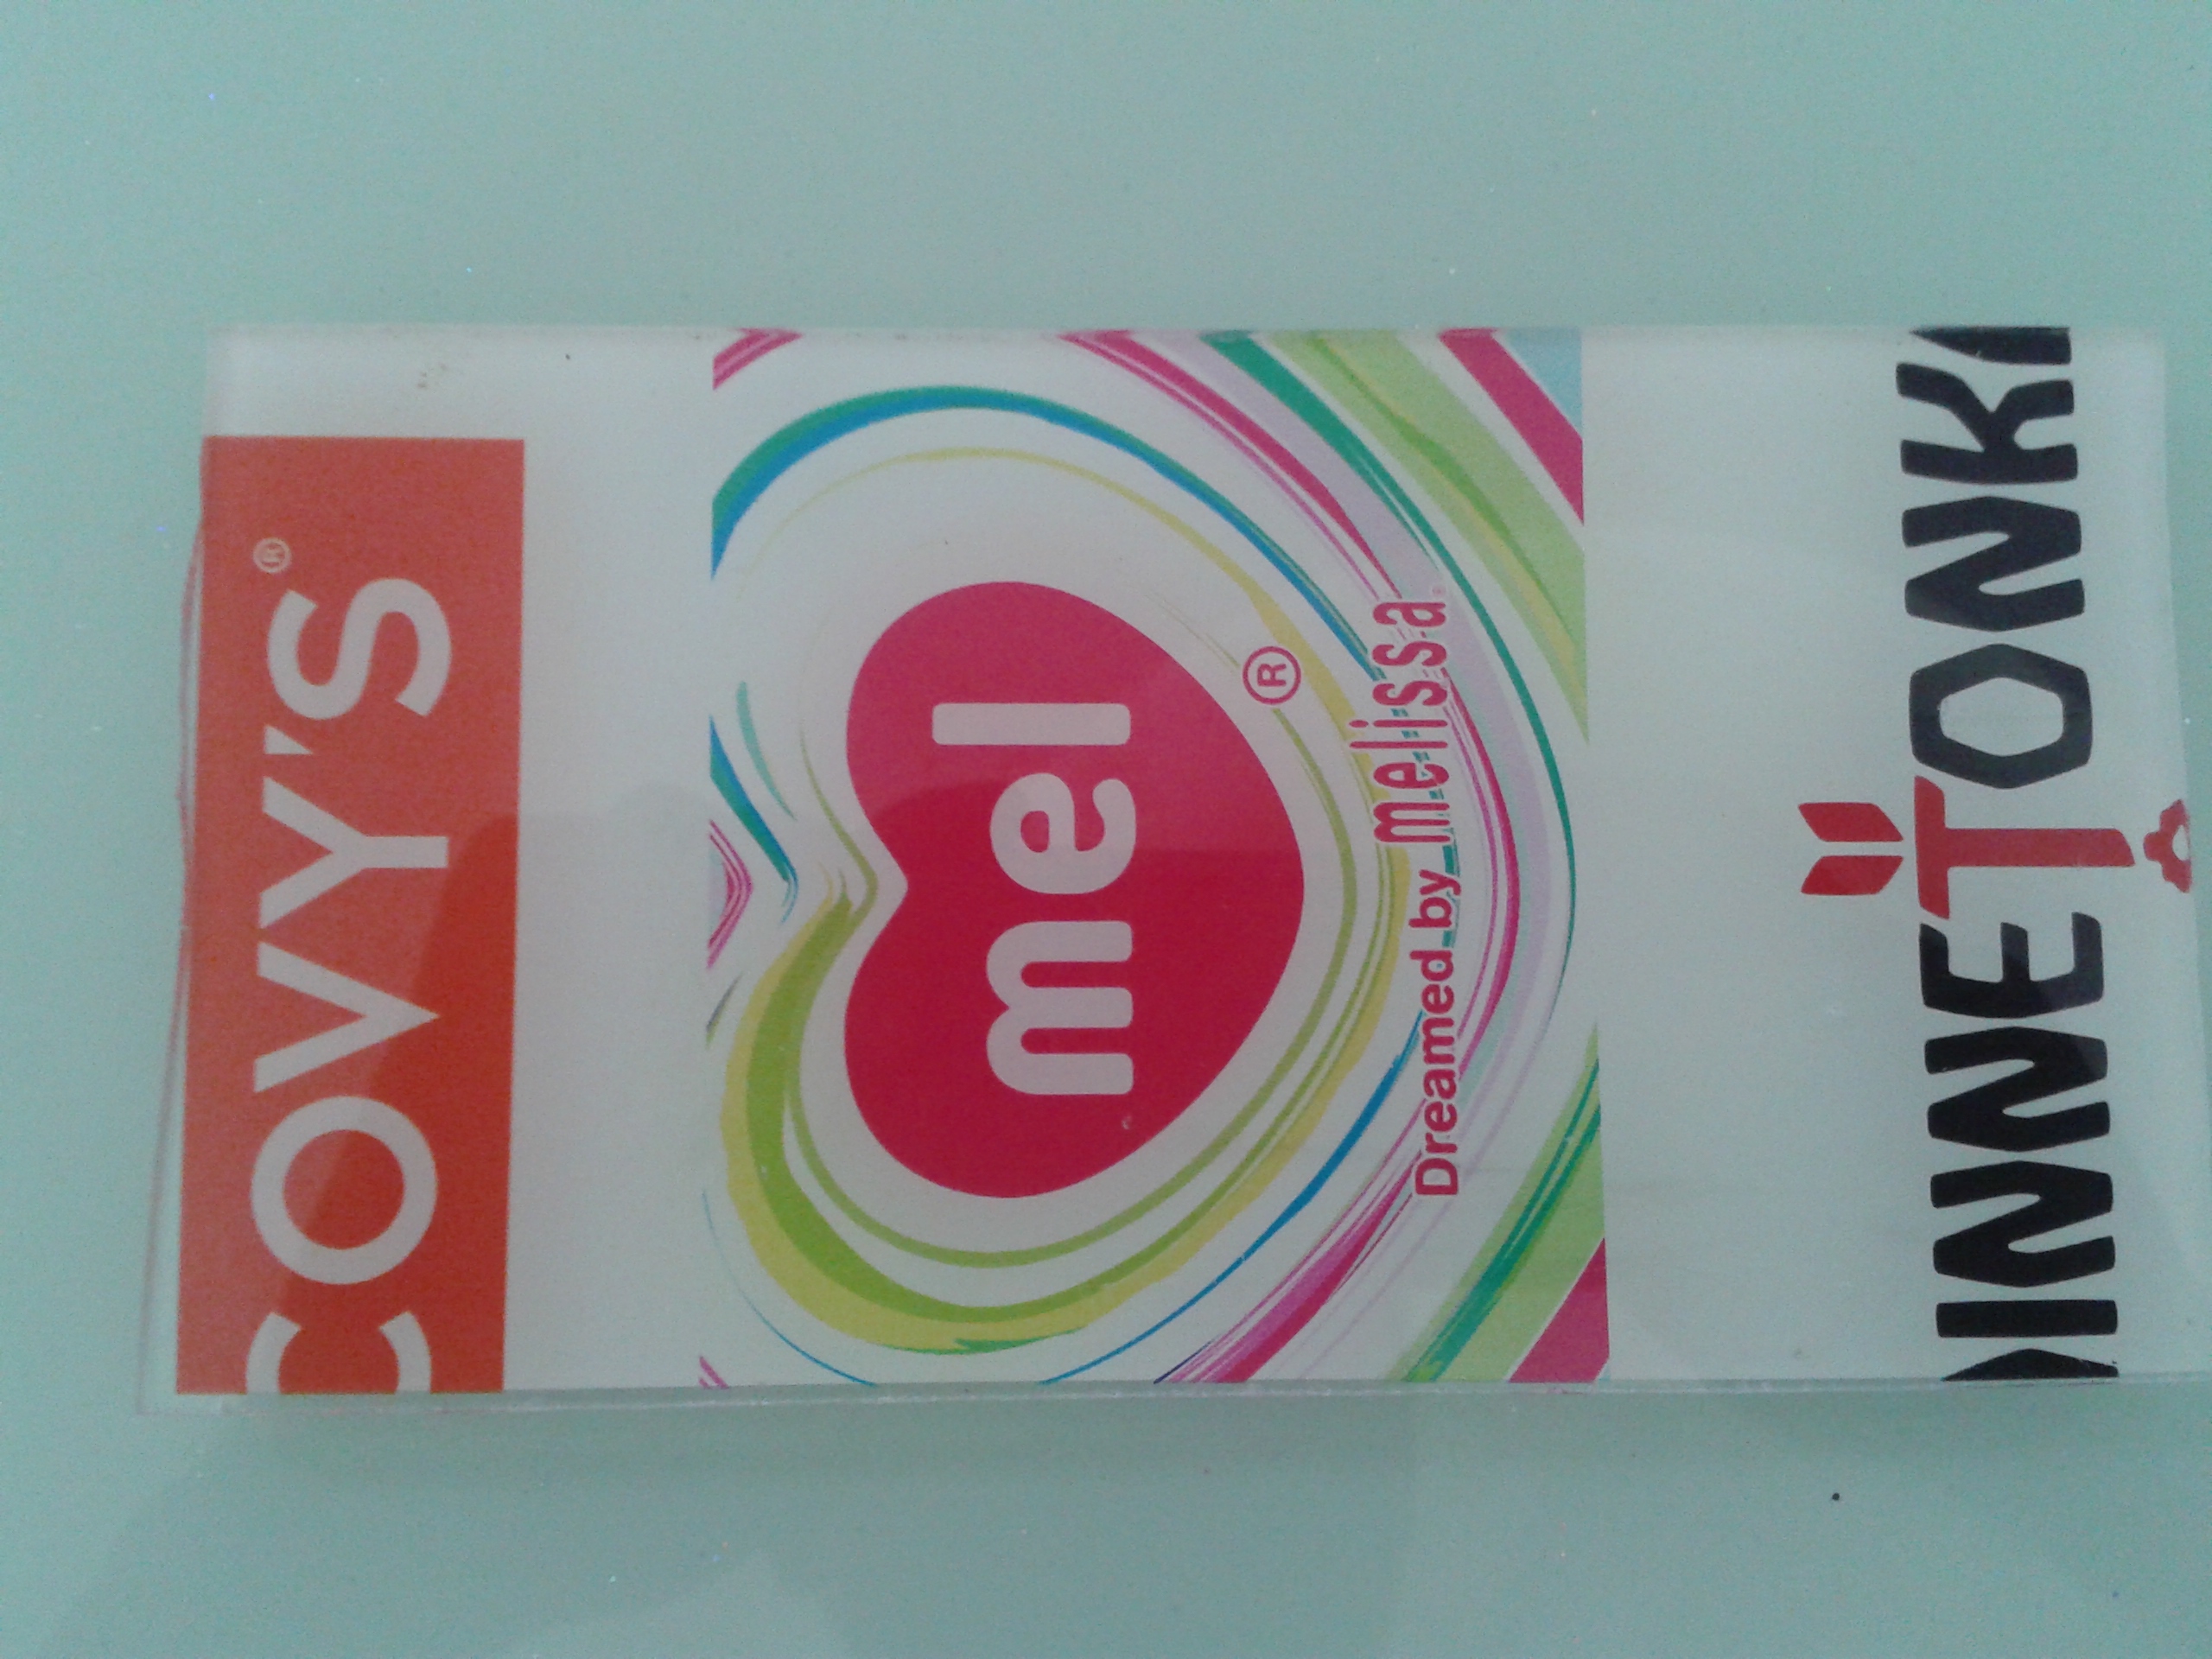 COVY'S®
mel®
Dreamed by melissa
INNETONK